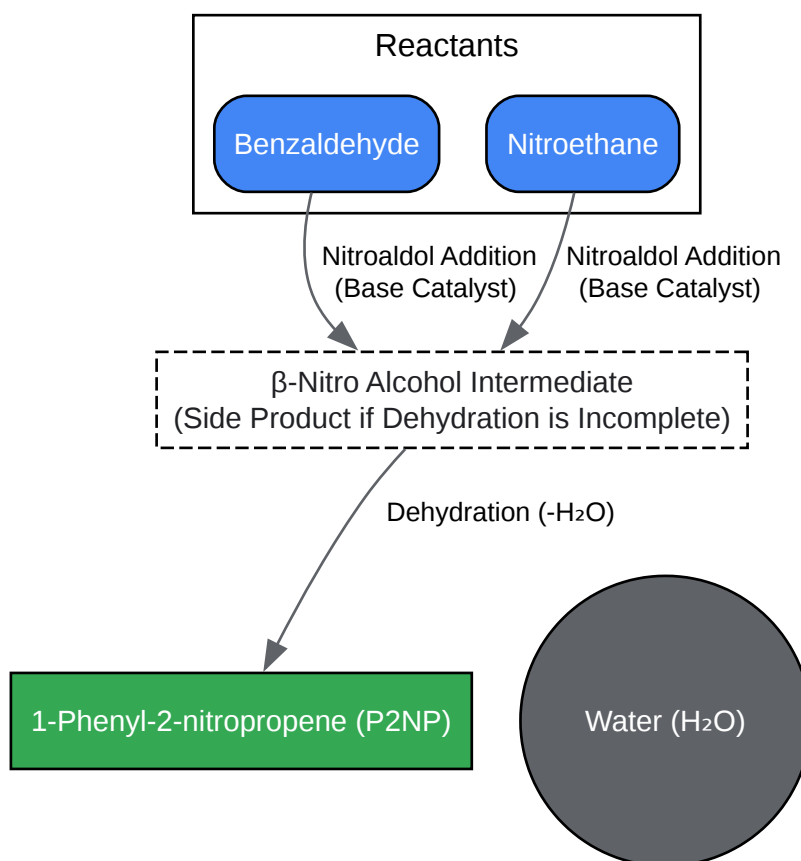 Reactants
Benzaldehyde
Nitroethane
Nitroaldol Addition
(Base Catalyst)
Nitroaldol Addition
(Base Catalyst)
β-Nitro Alcohol Intermediate
(Side Product if Dehydration is Incomplete)
Dehydration (-H₂O)
1-Phenyl-2-nitropropene (P2NP)
Water (H₂O)